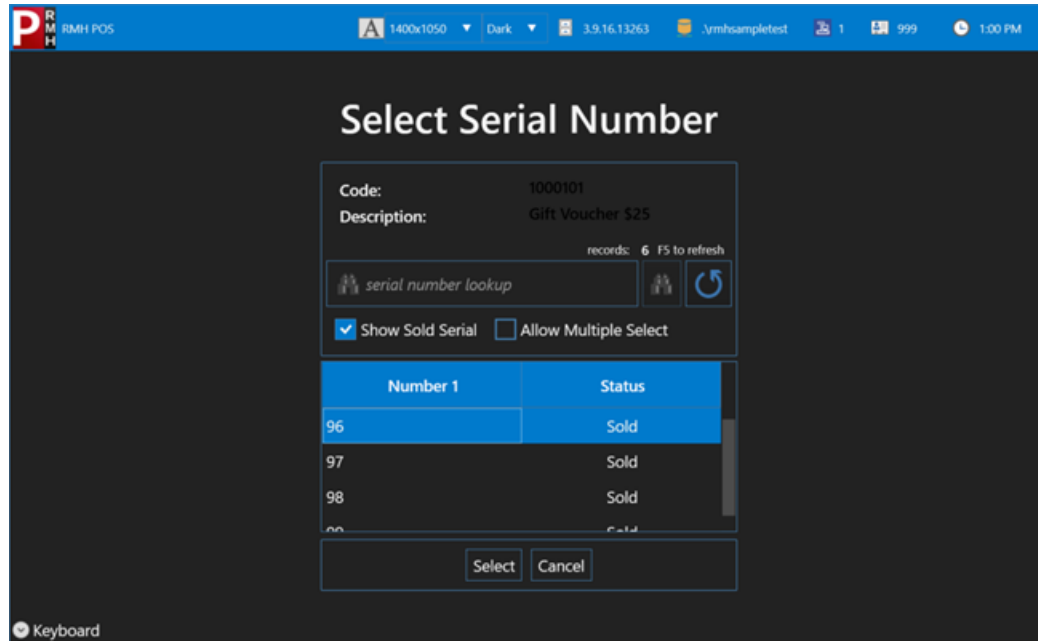 P RMH RMH POS A 1400x1050 Dark 3.9.16.13263 .\rmhsampletest 1 999 1:00 PM
Select Serial Number
Code: 1000101
Description: Gift Voucher $25
records: 6 F5 to refresh
serial number lookup
Show Sold Serial Allow Multiple Select
Number 1 Status
96 Sold
97 Sold
98 Sold
Select Cancel
Keyboard